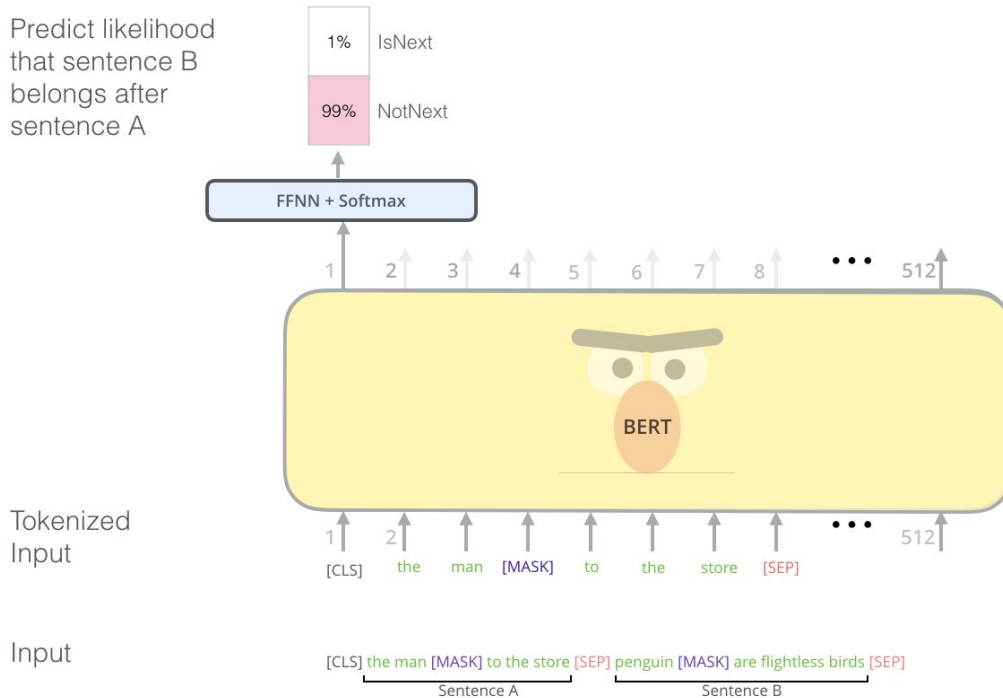 Predict likelihood
that sentence B
belongs after
sentence A
1% IsNext
99% NotNext
FFNN + Softmax
1 2 3 4 5 6 7 8 ••• 512
BERT
Tokenized
Input
1 2 ••• 512
[CLS] the man [MASK] to the store [SEP]
Input
[CLS] the man [MASK] to the store [SEP] penguin [MASK] are flightless birds [SEP]
Sentence A Sentence B